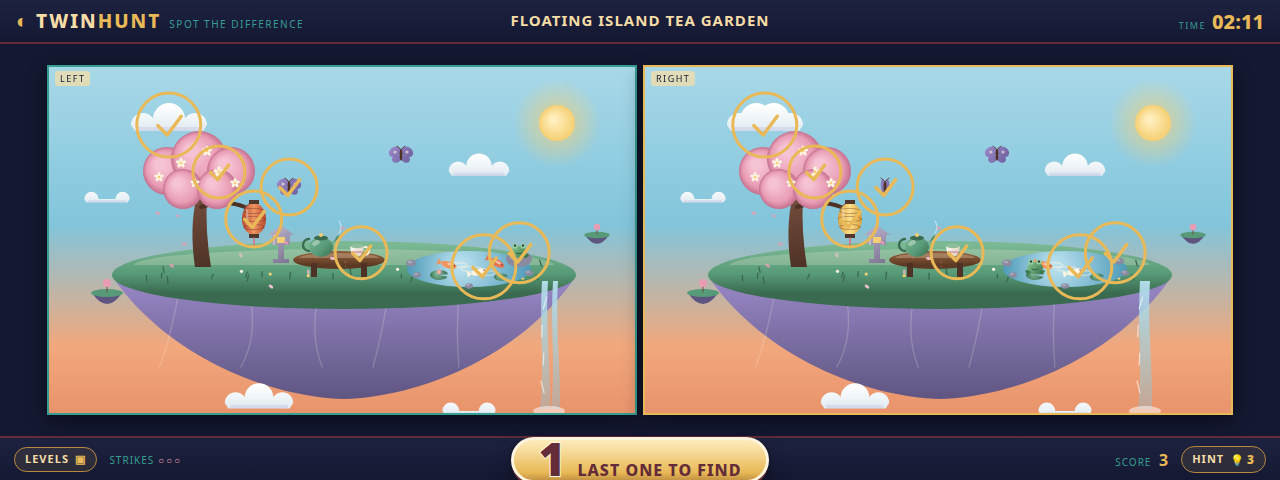 TWINHUNT SPOT THE DIFFERENCE
FLOATING ISLAND TEA GARDEN
TIME 02:11
LEFT
RIGHT
LEVELS
STRIKES
1 LAST ONE TO FIND
SCORE 3
HINT 3